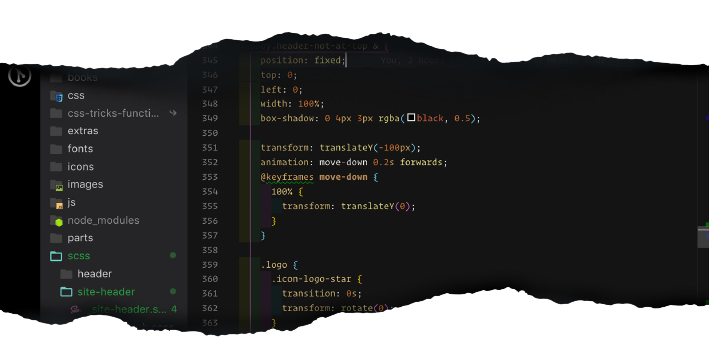 books
css
css-tricks-functi...
extras
fonts
icons
images
js
node_modules
parts
scss
header
site-header
site-header.s... 4
.header-not-at-top & {
345 position: fixed;
346 top: 0;
347 left: 0;
348 width: 100%;
349 box-shadow: 0 4px 3px rgba(black, 0.5);
350
351 transform: translateY(-100px);
352 animation: move-down 0.2s forwards;
353 @keyframes move-down {
354 100% {
355 transform: translateY(0);
356 }
357 }
358
359 .logo {
360 .icon-logo-star {
361 transition: 0s;
362 transform: rotate(0);
363 }